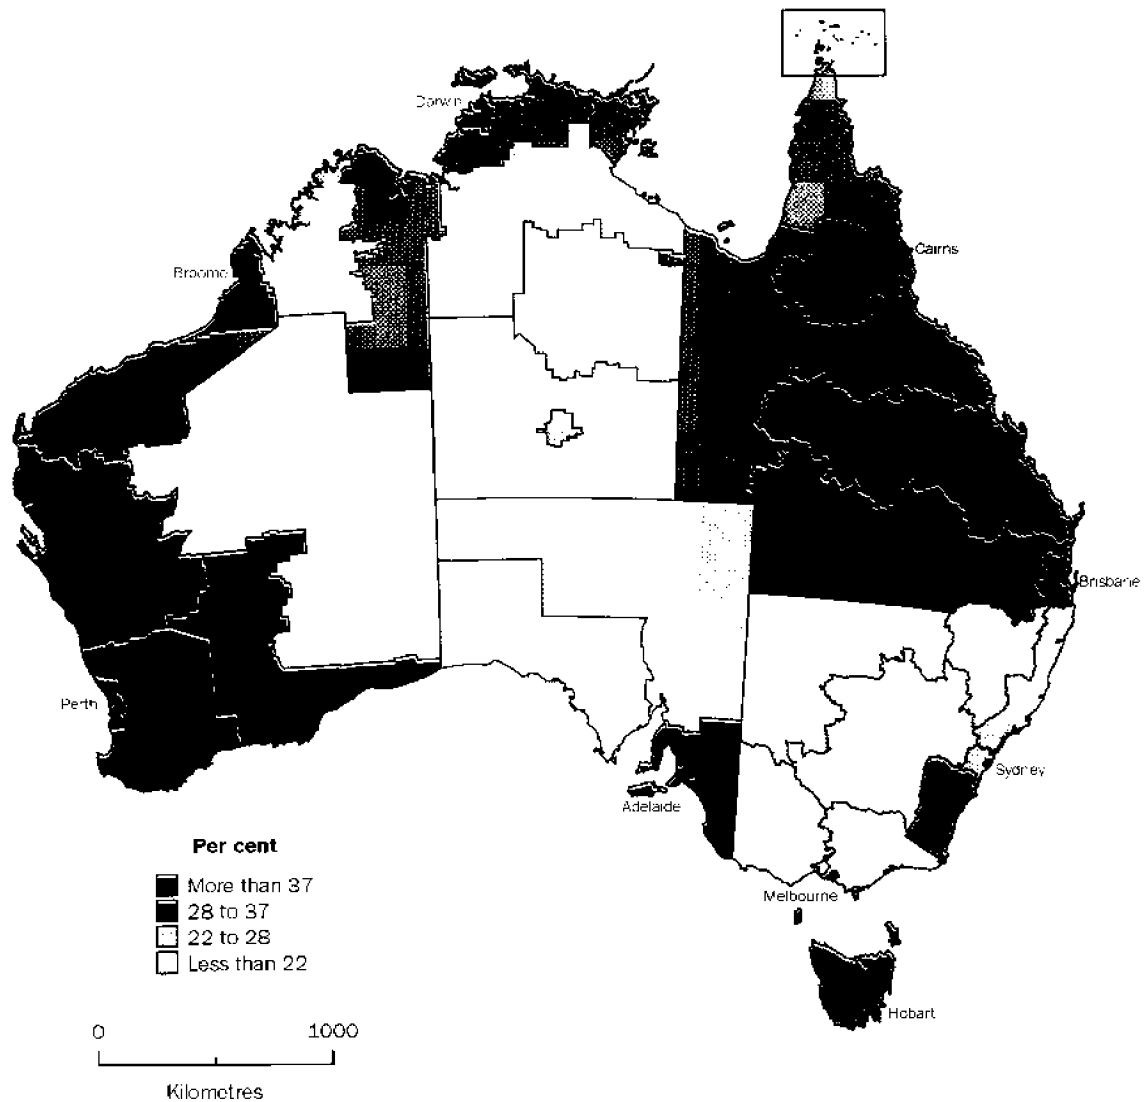 Darwin
Cairns
Broome
Brisbane
Perth
Sydney
Adelaide
Melbourne
Hobart
Per cent
More than 37
28 to 37
22 to 28
Less than 22
0 1000
Kilometres